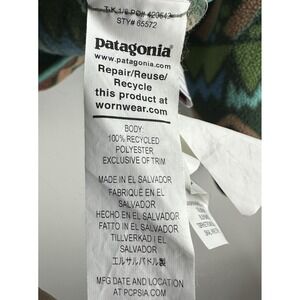 STY# 65572
patagonia®
patagonia.com
Repair/Reuse/
Recycle
this product at
wornwear.com
BODY:
100% RECYCLED
POLYESTER
EXCLUSIVE OF TRIM
MADE IN EL SALVADOR
FABRIQUÉ EN EL
SALVADOR
HECHO EN EL SALVADOR
FATTO IN EL SALVADOR
TILLVERKAD I EL
SALVADOR
エルサルバドル製
MFG DATE AND LOCATION
AT PCPSIA.COM